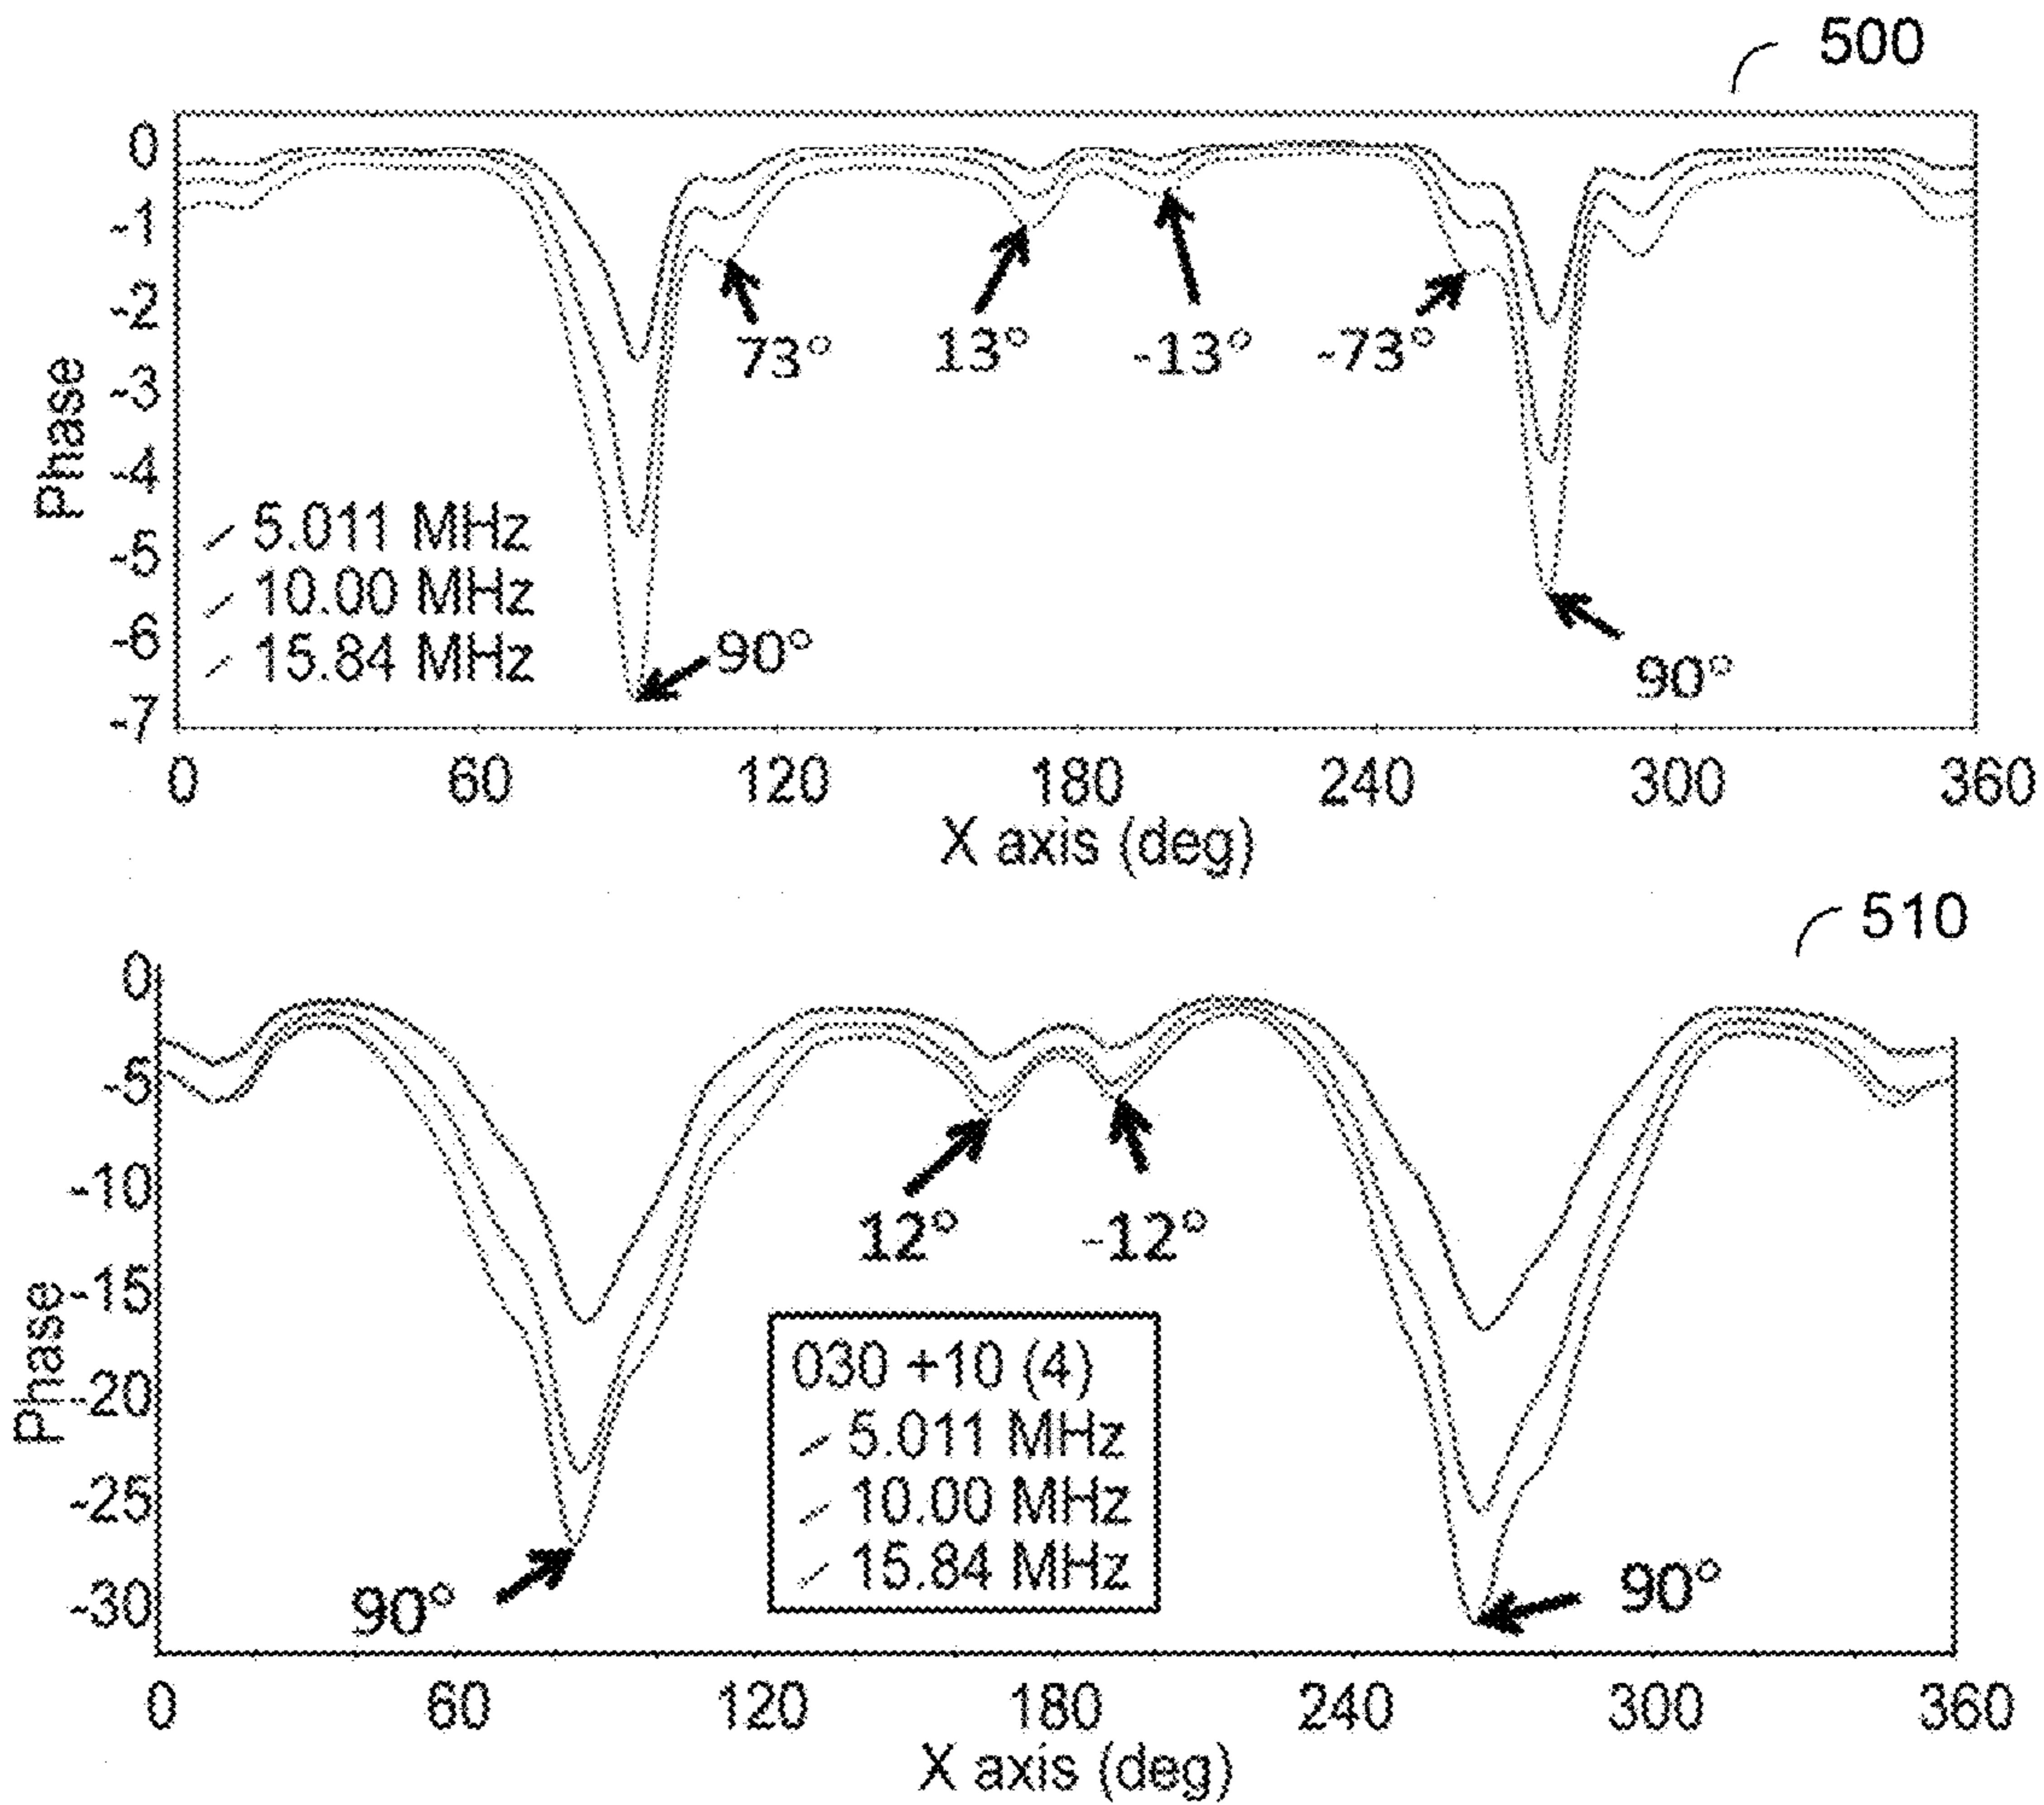 500
0
-1
-2
-3
-4
-5
-6
-7
Phase
73°
13°
-13°
-73°
5.011 MHz
10.00 MHz
15.84 MHz
90°
90°
0 60 120 180 240 300 360
X axis (deg)
510
0
-5
-10
-15
-20
-25
-30
Phase
12°
-12°
030 +10 (4)
5.011 MHz
10.00 MHz
15.84 MHz
90°
90°
0 60 120 180 240 300 360
X axis (deg)